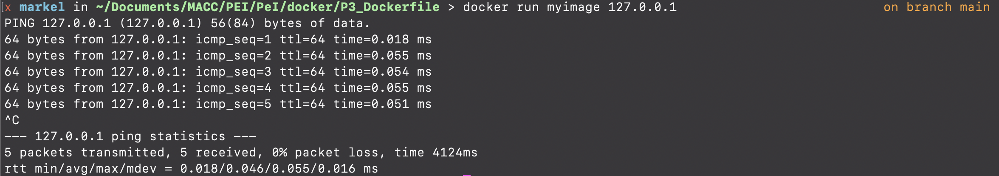 [x markel in ~/Documents/MACC/PEI/PeI/docker/P3_Dockerfile > docker run myimage 127.0.0.1 on branch main
PING 127.0.0.1 (127.0.0.1) 56(84) bytes of data.
64 bytes from 127.0.0.1: icmp_seq=1 ttl=64 time=0.018 ms
64 bytes from 127.0.0.1: icmp_seq=2 ttl=64 time=0.055 ms
64 bytes from 127.0.0.1: icmp_seq=3 ttl=64 time=0.054 ms
64 bytes from 127.0.0.1: icmp_seq=4 ttl=64 time=0.055 ms
64 bytes from 127.0.0.1: icmp_seq=5 ttl=64 time=0.051 ms
^C
--- 127.0.0.1 ping statistics ---
5 packets transmitted, 5 received, 0% packet loss, time 4124ms
rtt min/avg/max/mdev = 0.018/0.046/0.055/0.016 ms